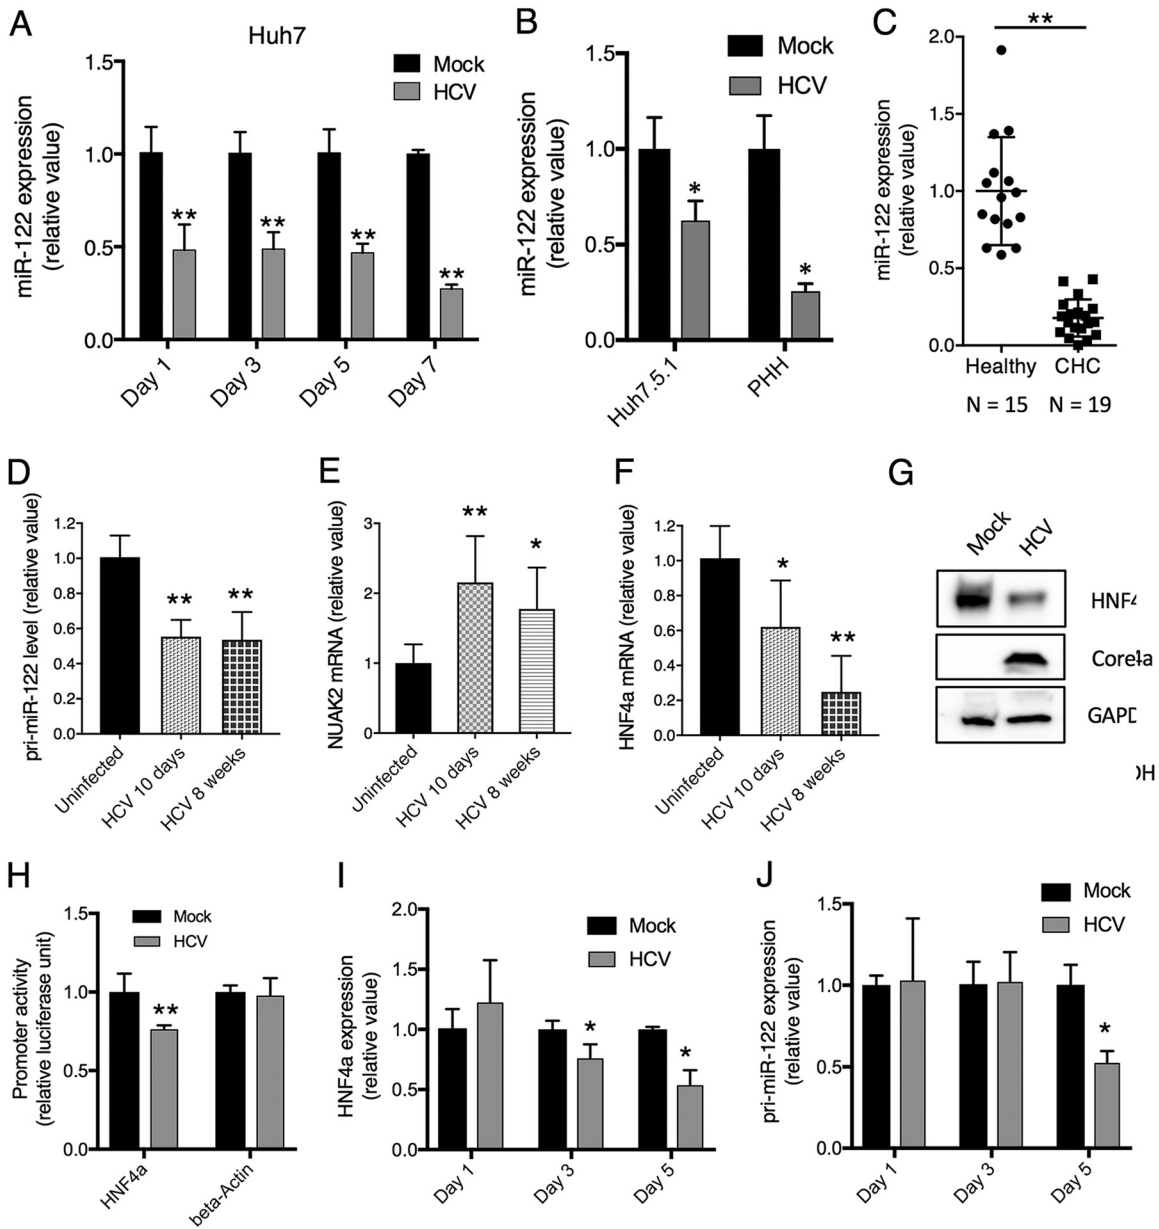 A
Huh7
Mock
HCV
miR-122 expression
(relative value)
1.5
1.0
0.5
0.0
**
**
**
**
Day 1
Day 3
Day 5
Day 7
B
Mock
HCV
miR-122 expression
(relative value)
1.5
1.0
0.5
0.0
*
*
Huh7.5.1
PHH
C
**
miR-122 expression
(relative value)
2.0
1.5
1.0
0.5
0.0
Healthy
CHC
N = 15
N = 19
D
pri-miR-122 level (relative value)
1.2
1.0
0.8
0.6
0.4
0.2
0.0
**
**
Uninfected
HCV 10 days
HCV 8 weeks
E
NUAK2 mRNA (relative value)
3
2
1
0
**
*
Uninfected
HCV 10 days
HCV 8 weeks
F
HNF4a mRNA (relative value)
1.2
1.0
0.8
0.6
0.4
0.2
0.0
*
**
Uninfected
HCV 10 days
HCV 8 weeks
G
Mock
HCV
HNF4
Core4a
GAPD
H
H
Mock
HCV
Promoter activity
(relative luciferase unit)
1.5
1.0
0.5
0.0
**
HNF4a
beta-Actin
I
Mock
HCV
HNF4a expression
(relative value)
2.0
1.5
1.0
0.5
0.0
*
*
Day 1
Day 3
Day 5
J
Mock
HCV
pri-miR-122 expression
(relative value)
1.5
1.0
0.5
0.0
*
Day 1
Day 3
Day 5